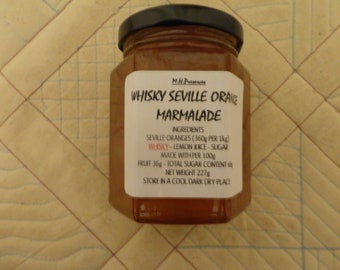 M.H.Preserves
WHISKY SEVILLE ORANGE
MARMALADE
INGREDIENTS
SEVILLE ORANGES (360g PER 1kg)
WHISKY - LEMON JUICE - SUGAR
MADE WITH PER 100g
FRUIT 36g - TOTAL SUGAR CONTENT
NET WEIGHT 227g
STORE IN A COOL DARK DRY PLACE